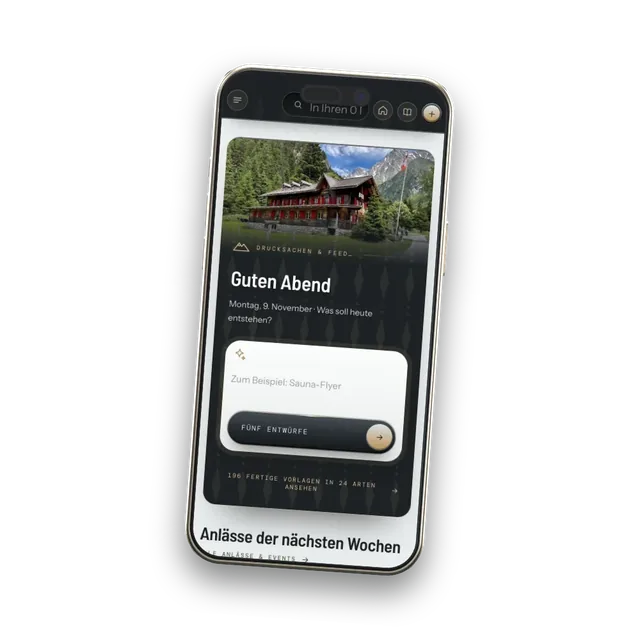 In Ihren 01
DRUCKSACHEN & FEED…
Guten Abend
Montag, 9. November · Was soll heute
entstehen?
Zum Beispiel: Sauna-Flyer
FÜNF ENTWÜRFE
196 FERTIGE VORLAGEN IN 24 ARTEN
ANSEHEN →
Anlässe der nächsten Wochen
ANLÄSSE & EVENTS →